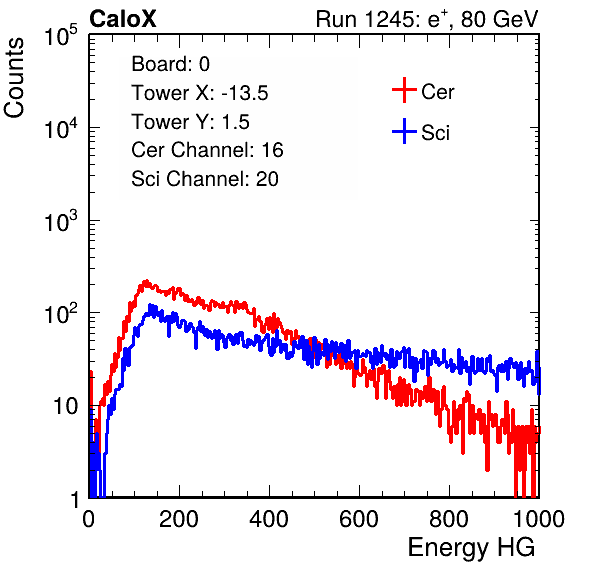 CaloX Run 1245: e+, 80 GeV
Counts
Board: 0
Tower X: -13.5
Tower Y: 1.5
Cer Channel: 16
Sci Channel: 20
Cer
Sci
10^5
10^4
10^3
10^2
10
1
0 200 400 600 800 1000
Energy HG